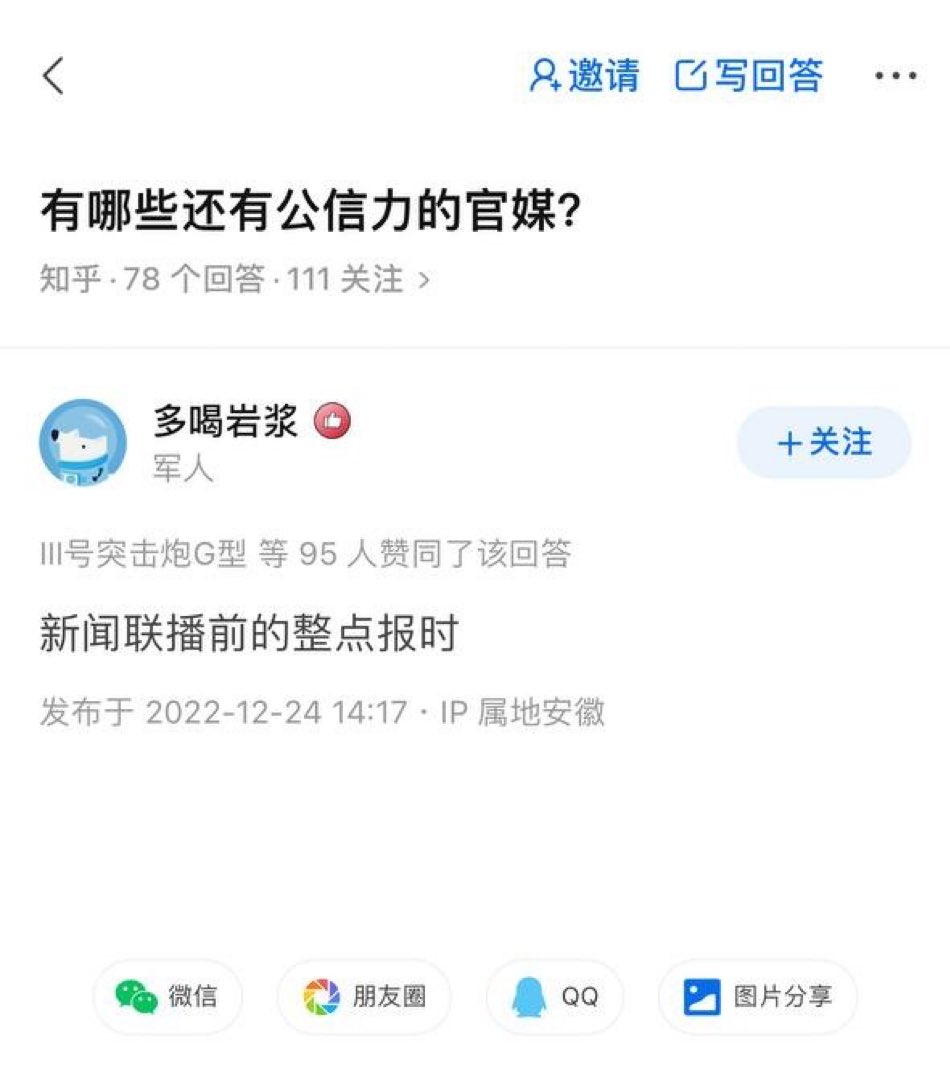 邀请 写回答
有哪些还有公信力的官媒?
知乎·78 个回答·111 关注 >
多喝岩浆
军人
+关注
III号突击炮G型 等 95 人赞同了该回答
新闻联播前的整点报时
发布于 2022-12-24 14:17・IP 属地安徽
微信 朋友圈 QQ 图片分享